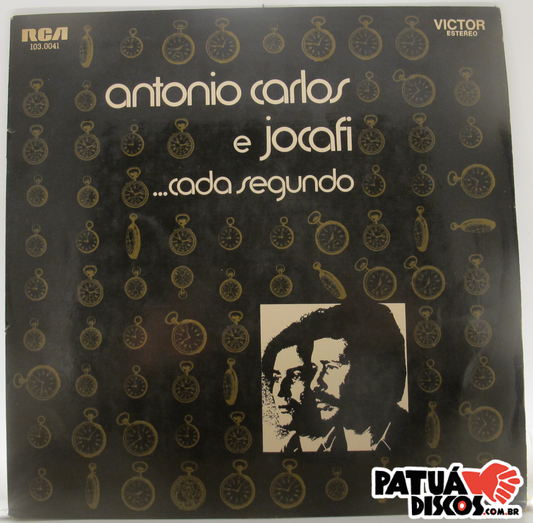 RCA
103.0041
VICTOR
ESTEREO
antonio carlos
e jocafi
...cada segundo
PATUÁ
DISCOS.COM.BR